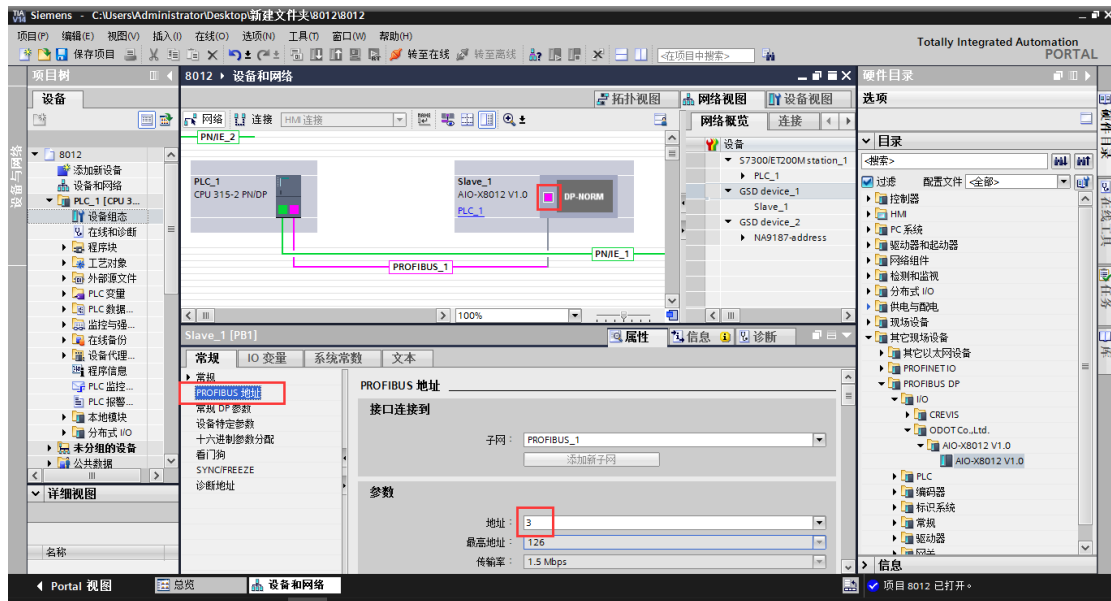 Siemens - C:\Users\Administrator\Desktop\新建文件夹\8012\8012
项目(P) 编辑(E) 视图(V) 插入(I) 在线(O) 选项(N) 工具(T) 窗口(W) 帮助(H)
Totally Integrated Automation
PORTAL
保存项目 转至在线 转至离线 <在项目中搜索>
项目树
设备
8012
添加新设备
设备和网络
PLC_1 [CPU 3...
设备组态
在线和诊断
程序块
工艺对象
外部源文件
PLC 变量
PLC 数据...
监控与强...
在线备份
设备代理...
程序信息
PLC 监控...
PLC 报警...
本地模块
分布式 I/O
未分组的设备
公共数据
详细视图
名称
设备与网络
8012 ▸ 设备和网络
拓扑视图 网络视图 设备视图
网络 连接 HMI 连接
PN/IE_2
PLC_1
CPU 315-2 PN/DP
Slave_1
AIO-X8012 V1.0
PLC_1
DP-NORM
PN/IE_1
PROFIBUS_1
100%
网络概览 连接
设备
S7300/ET200M station_1
PLC_1
GSD device_1
Slave_1
GSD device_2
NA9187-address
Slave_1 [PB1]
属性 信息 诊断
常规 IO 变量 系统常数 文本
常规
PROFIBUS 地址
常规 DP 参数
设备特定参数
十六进制参数分配
看门狗
SYNC/FREEZE
诊断地址
PROFIBUS 地址
接口连接到
子网: PROFIBUS_1
添加新子网
参数
地址: 3
最高地址: 126
传输率: 1.5 Mbps
硬件目录
选项
目录
<搜索>
过滤 配置文件 <全部>
控制器
HMI
PC 系统
驱动器和起动器
网络组件
检测和监视
分布式 I/O
供电与配电
现场设备
其它现场设备
其它以太网设备
PROFINET IO
PROFIBUS DP
I/O
CREVIS
ODOT Co.,Ltd.
AIO-X8012 V1.0
AIO-X8012 V1.0
PLC
编码器
标识系统
常规
驱动器
网关
信息
硬件目录
在线工具
任务
库
Portal 视图 总览 设备和网络
项目 8012 已打开。